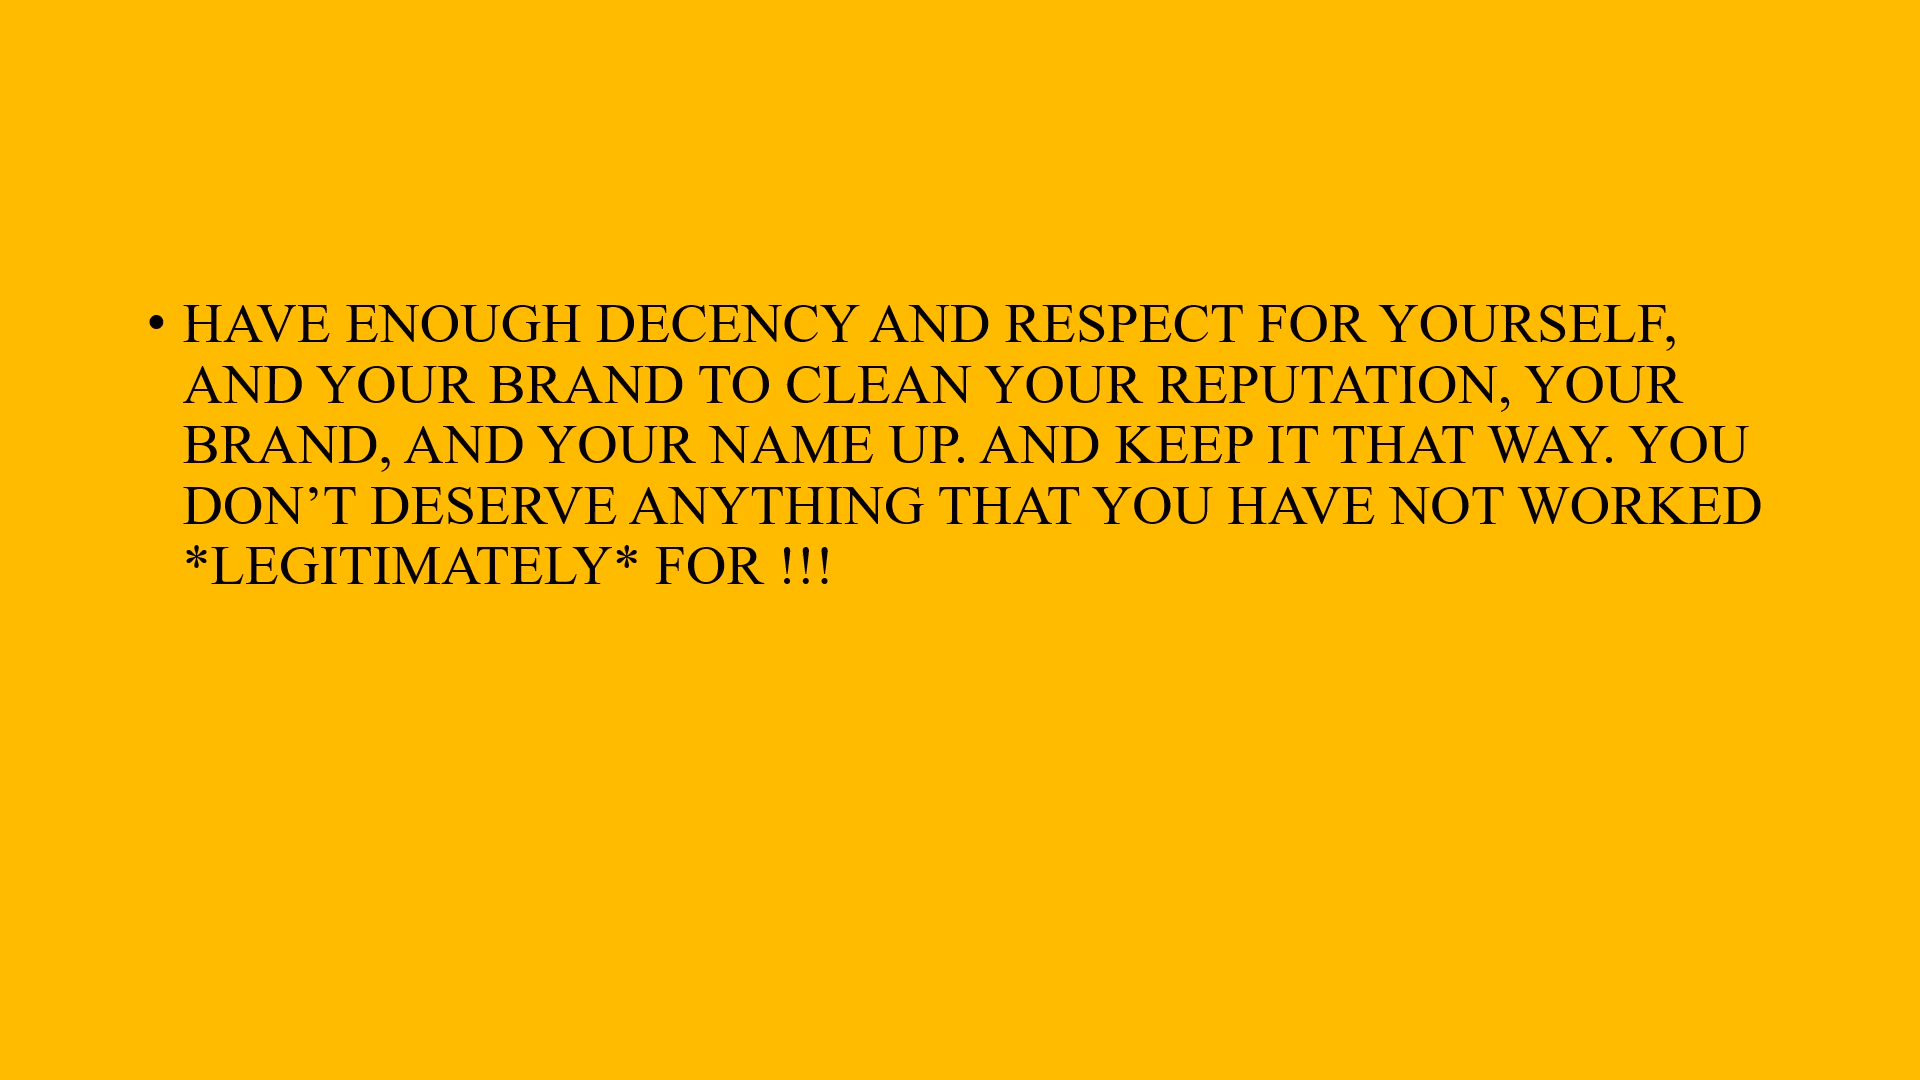 • HAVE ENOUGH DECENCY AND RESPECT FOR YOURSELF,
AND YOUR BRAND TO CLEAN YOUR REPUTATION, YOUR
BRAND, AND YOUR NAME UP. AND KEEP IT THAT WAY. YOU
DON’T DESERVE ANYTHING THAT YOU HAVE NOT WORKED
*LEGITIMATELY* FOR !!!